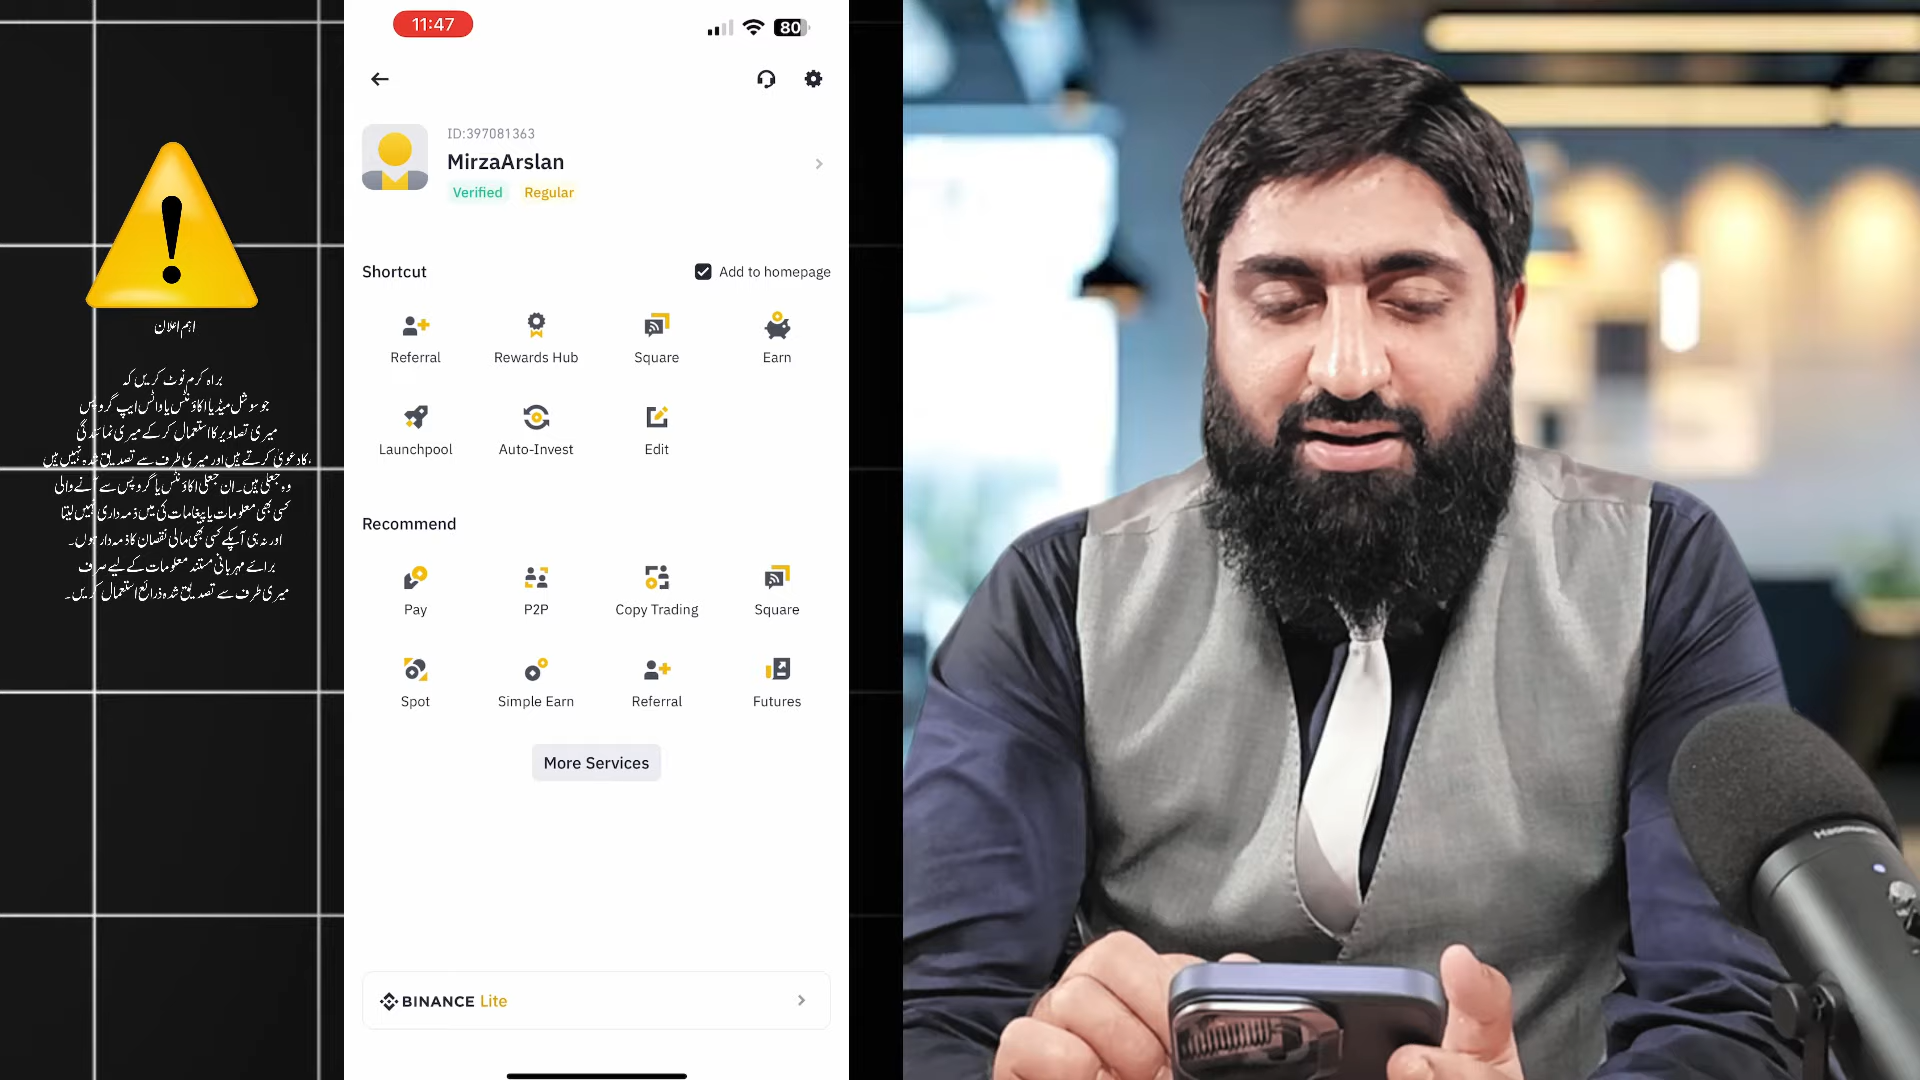 اہم اعلان
براہ کرم نوٹ کریں کہ
جو سوشل میڈیا اکاؤنٹس یا واٹس ایپ گروپس
میری تصاویر کا استعمال کر کے میری نمائندگی
کا دعویٰ کرتے ہیں اور میری طرف سے تصدیق شدہ نہیں ہیں،
وہ جعلی ہیں۔ ان جعلی اکاؤنٹس یا گروپس سے آنے والی
کسی بھی معلومات یا پیغامات کی میں ذمہ داری نہیں لیتا
اور نہ ہی آپکے کسی بھی مالی نقصان کا ذمہ دار ہوں۔
برائے مہربانی مستند معلومات کے لیے صرف
میری طرف سے تصدیق شدہ ذرائع استعمال کریں۔
11:47
80
ID:397081363
MirzaArslan
Verified Regular
Shortcut Add to homepage
Referral Rewards Hub Square Earn
Launchpool Auto-Invest Edit
Recommend
Pay P2P Copy Trading Square
Spot Simple Earn Referral Futures
More Services
BINANCE Lite